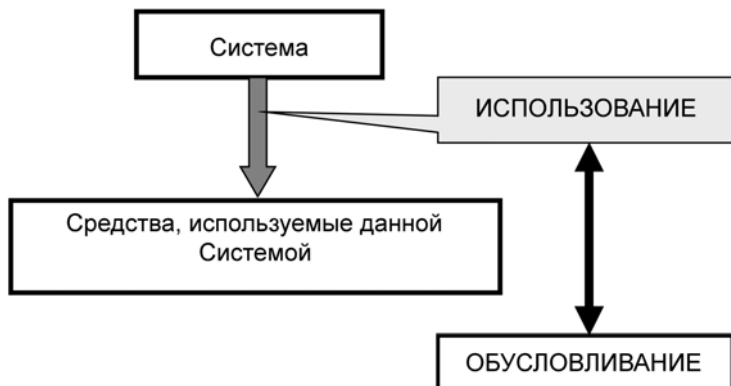 Система
ИСПОЛЬЗОВАНИЕ
Средства, используемые данной
Системой
ОБУСЛОВЛИВАНИЕ